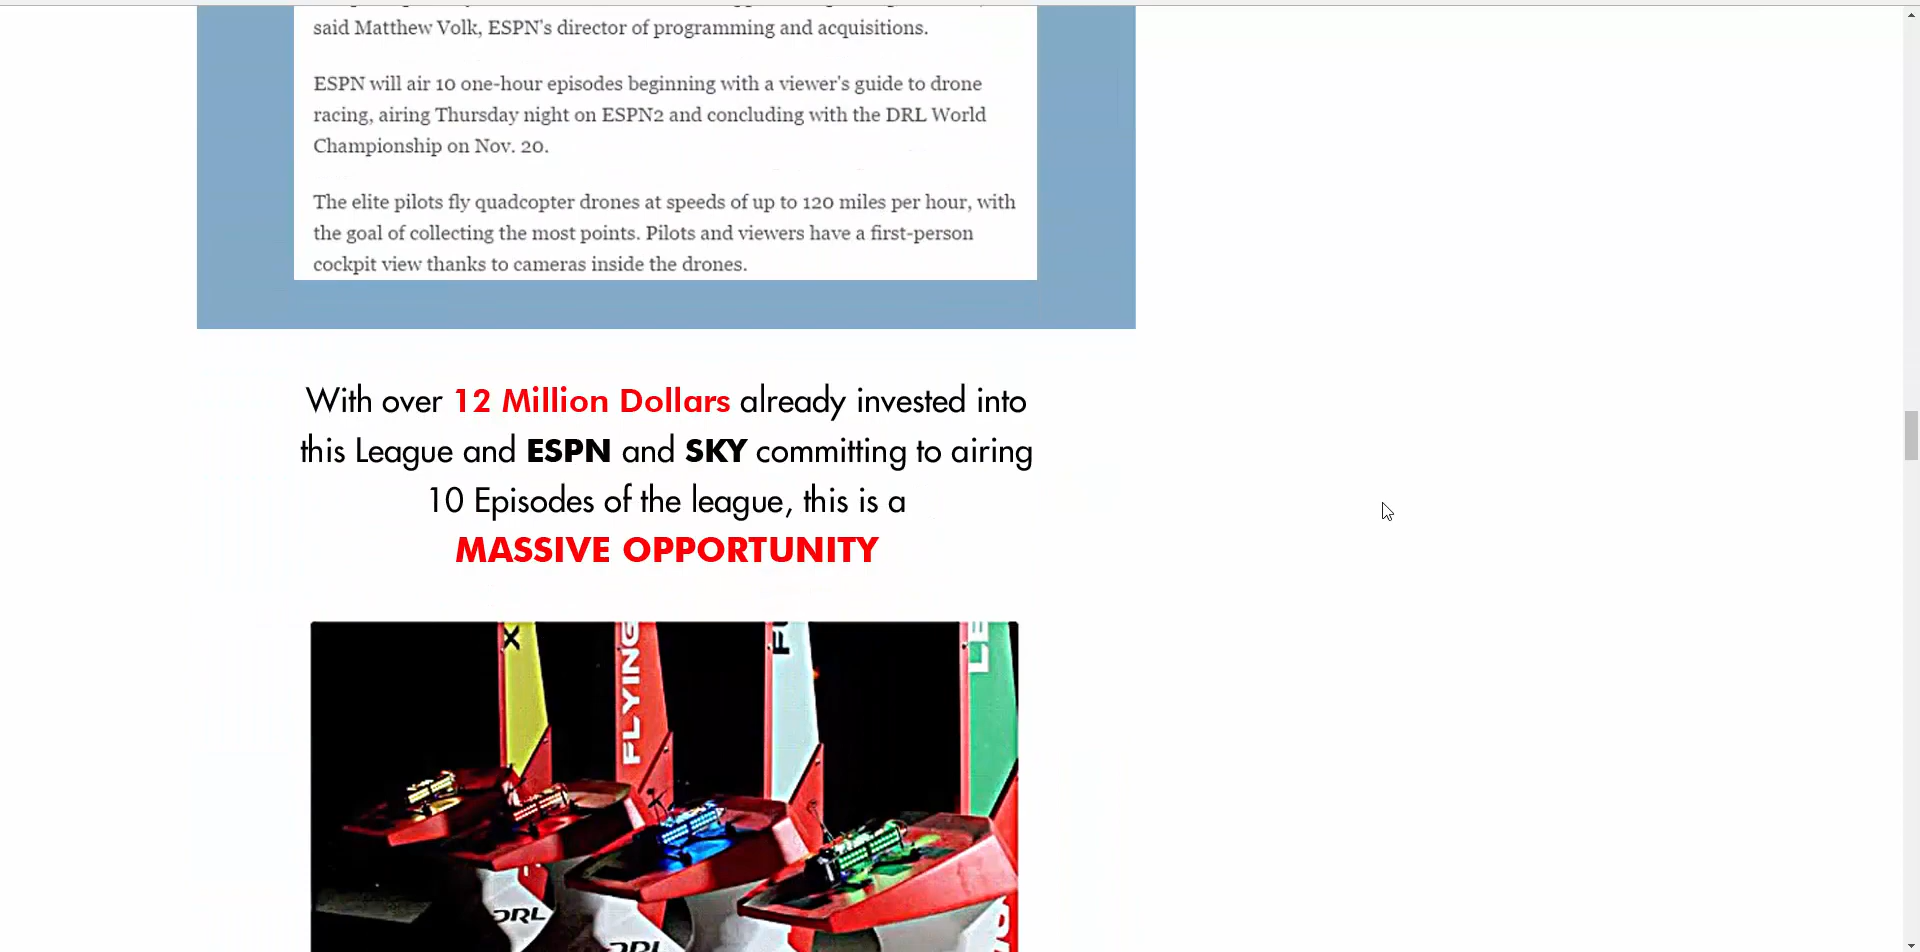 said Matthew Volk, ESPN's director of programming and acquisitions.
ESPN will air 10 one-hour episodes beginning with a viewer's guide to drone
racing, airing Thursday night on ESPN2 and concluding with the DRL World
Championship on Nov. 20.
The elite pilots fly quadcopter drones at speeds of up to 120 miles per hour, with
the goal of collecting the most points. Pilots and viewers have a first-person
cockpit view thanks to cameras inside the drones.
With over 12 Million Dollars already invested into
this League and ESPN and SKY committing to airing
10 Episodes of the league, this is a
MASSIVE OPPORTUNITY
X
FLYING
LE
DRL
DRL